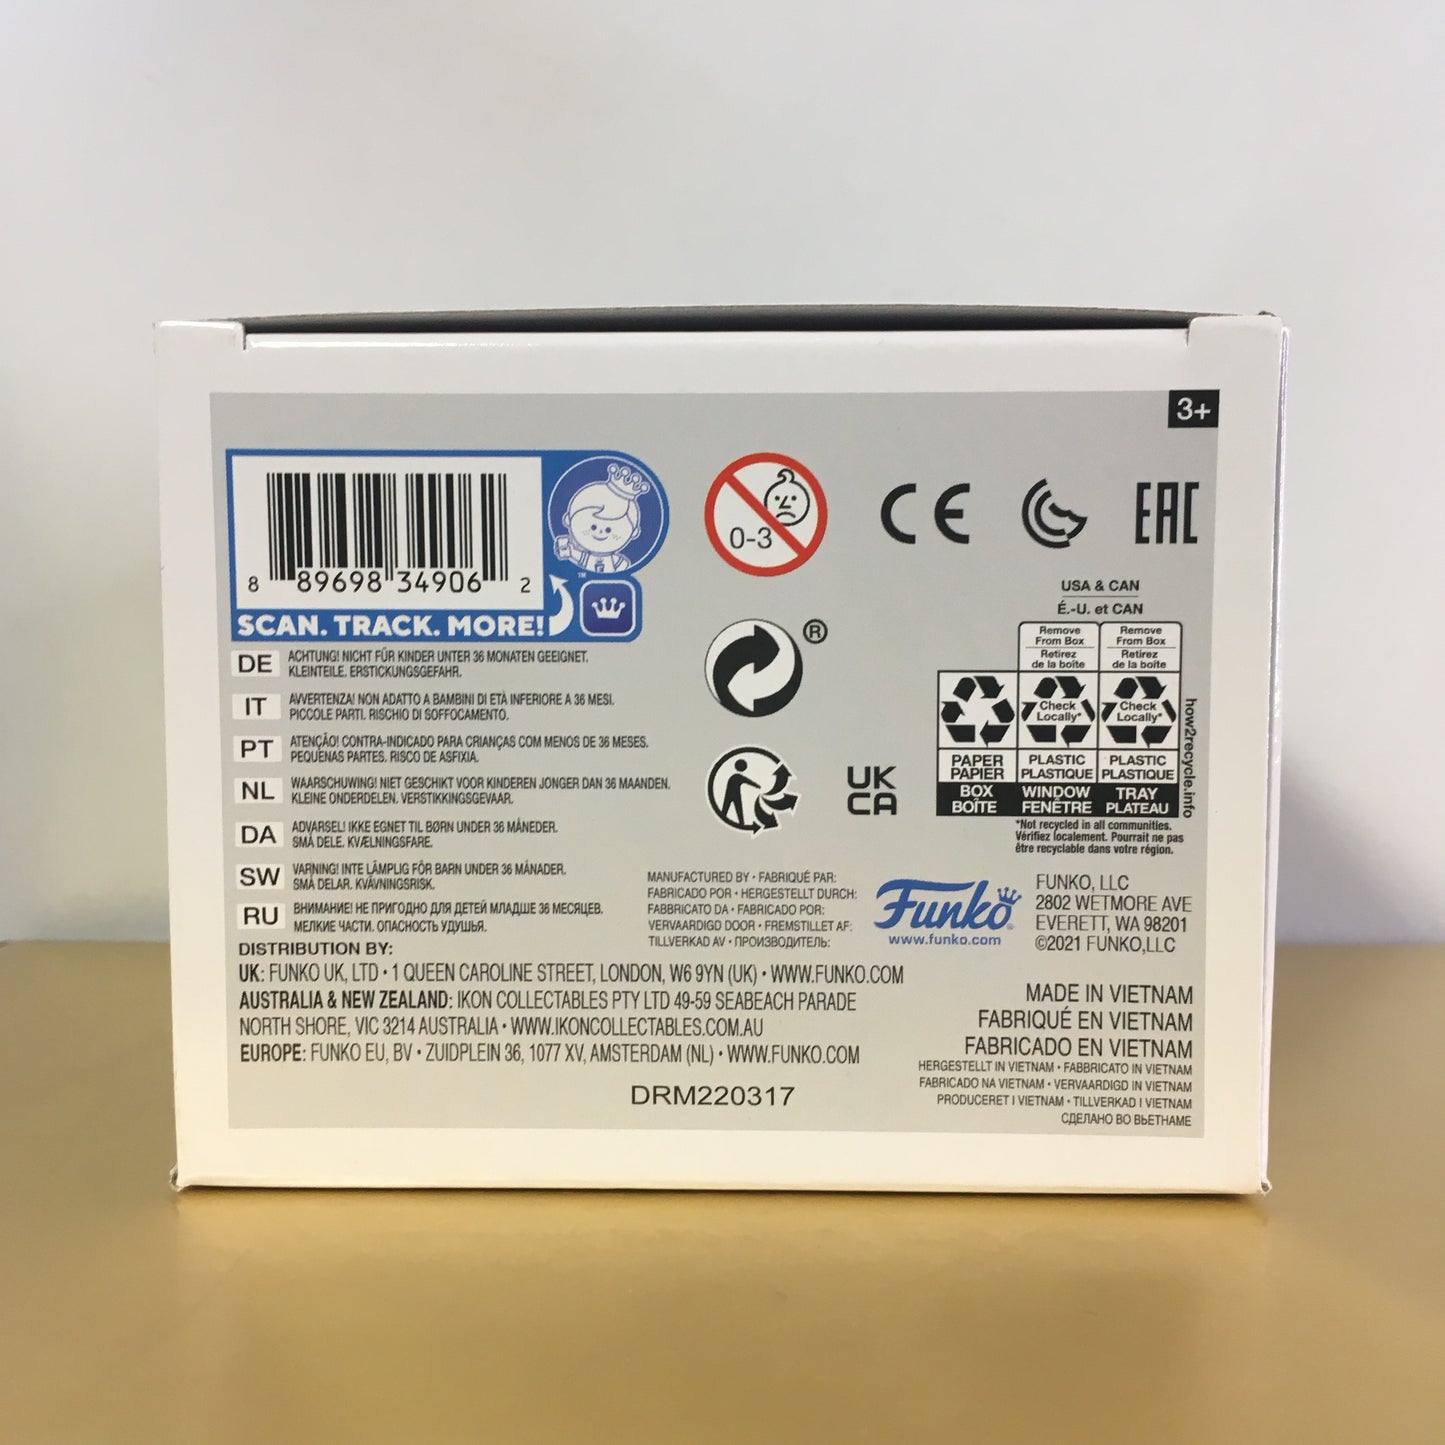 3+
8 89698 34906 2
SCAN. TRACK. MORE!
™
0-3
CE
EAC
®
UK
CA
USA & CAN
É.-U. et CAN
Remove From Box
Retirez de la boîte
Remove From Box
Retirez de la boîte
Check Locally*
Check Locally*
PAPER
PAPIER
BOX
BOÎTE
PLASTIC
PLASTIQUE
WINDOW
FENÊTRE
PLASTIC
PLASTIQUE
TRAY
PLATEAU
how2recycle.info
*Not recycled in all communities.
Vérifiez localement. Pourrait ne pas
être recyclable dans votre région.
DE ACHTUNG! NICHT FÜR KINDER UNTER 36 MONATEN GEEIGNET.
KLEINTEILE. ERSTICKUNGSGEFAHR.
IT AVVERTENZA! NON ADATTO A BAMBINI DI ETÀ INFERIORE A 36 MESI.
PICCOLE PARTI. RISCHIO DI SOFFOCAMENTO.
PT ATENÇÃO! CONTRA-INDICADO PARA CRIANÇAS COM MENOS DE 36 MESES.
PEQUENAS PARTES. RISCO DE ASFIXIA.
NL WAARSCHUWING! NIET GESCHIKT VOOR KINDEREN JONGER DAN 36 MAANDEN.
KLEINE ONDERDELEN. VERSTIKKINGSGEVAAR.
DA ADVARSEL! IKKE EGNET TIL BØRN UNDER 36 MÅNEDER.
SMÅ DELE. KVÆLNINGSFARE.
SW VARNING! INTE LÄMPLIG FÖR BARN UNDER 36 MÅNADER.
SMÅ DELAR. KVÄVNINGSRISK.
RU ВНИМАНИЕ! НЕ ПРИГОДНО ДЛЯ ДЕТЕЙ МЛАДШЕ 36 МЕСЯЦЕВ.
МЕЛКИЕ ЧАСТИ. ОПАСНОСТЬ УДУШЬЯ.
MANUFACTURED BY • FABRIQUÉ PAR:
FABRICADO POR • HERGESTELLT DURCH:
FABBRICATO DA • FABRICADO POR:
VERVAARDIGD DOOR • FREMSTILLET AF:
TILLVERKAD AV • ПРОИЗВОДИТЕЛЬ:
Funko
www.funko.com
FUNKO, LLC
2802 WETMORE AVE
EVERETT, WA 98201
©2021 FUNKO,LLC
DISTRIBUTION BY:
UK: FUNKO UK, LTD • 1 QUEEN CAROLINE STREET, LONDON, W6 9YN (UK) • WWW.FUNKO.COM
AUSTRALIA & NEW ZEALAND: IKON COLLECTABLES PTY LTD 49-59 SEABEACH PARADE
NORTH SHORE, VIC 3214 AUSTRALIA • WWW.IKONCOLLECTABLES.COM.AU
EUROPE: FUNKO EU, BV • ZUIDPLEIN 36, 1077 XV, AMSTERDAM (NL) • WWW.FUNKO.COM
DRM220317
MADE IN VIETNAM
FABRIQUÉ EN VIETNAM
FABRICADO EN VIETNAM
HERGESTELLT IN VIETNAM • FABBRICATO IN VIETNAM
FABRICADO NA VIETNAM • VERVAARDIGD IN VIETNAM
PRODUCERET I VIETNAM • TILLVERKAD I VIETNAM
СДЕЛАНО ВО ВЬЕТНАМЕ